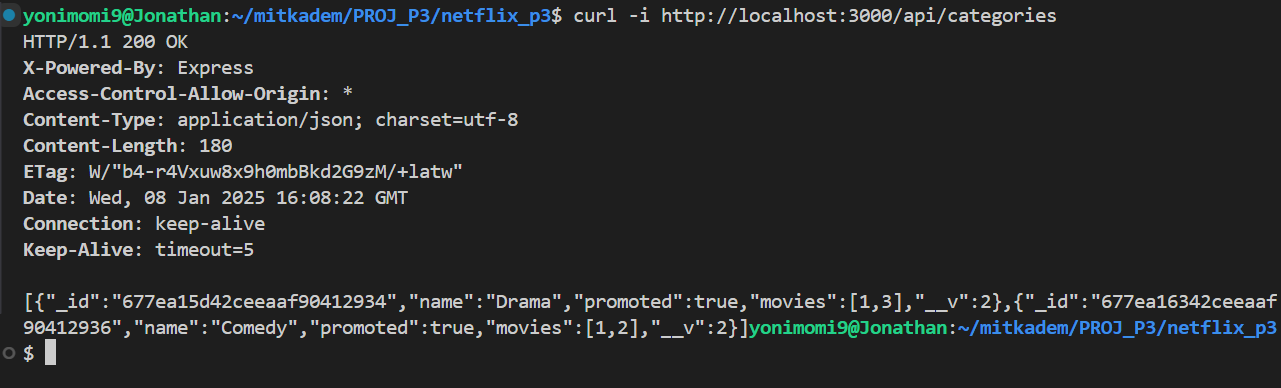 yonimomi9@Jonathan:~/mitkadem/PROJ_P3/netflix_p3$ curl -i http://localhost:3000/api/categories
HTTP/1.1 200 OK
X-Powered-By: Express
Access-Control-Allow-Origin: *
Content-Type: application/json; charset=utf-8
Content-Length: 180
ETag: W/"b4-r4Vxuw8x9h0mbBkd2G9zM/+latw"
Date: Wed, 08 Jan 2025 16:08:22 GMT
Connection: keep-alive
Keep-Alive: timeout=5
[{"_id":"677ea15d42ceeaaf90412934","name":"Drama","promoted":true,"movies":[1,3],"__v":2},{"_id":"677ea16342ceeaaf
90412936","name":"Comedy","promoted":true,"movies":[1,2],"__v":2}]yonimomi9@Jonathan:~/mitkadem/PROJ_P3/netflix_p3
$